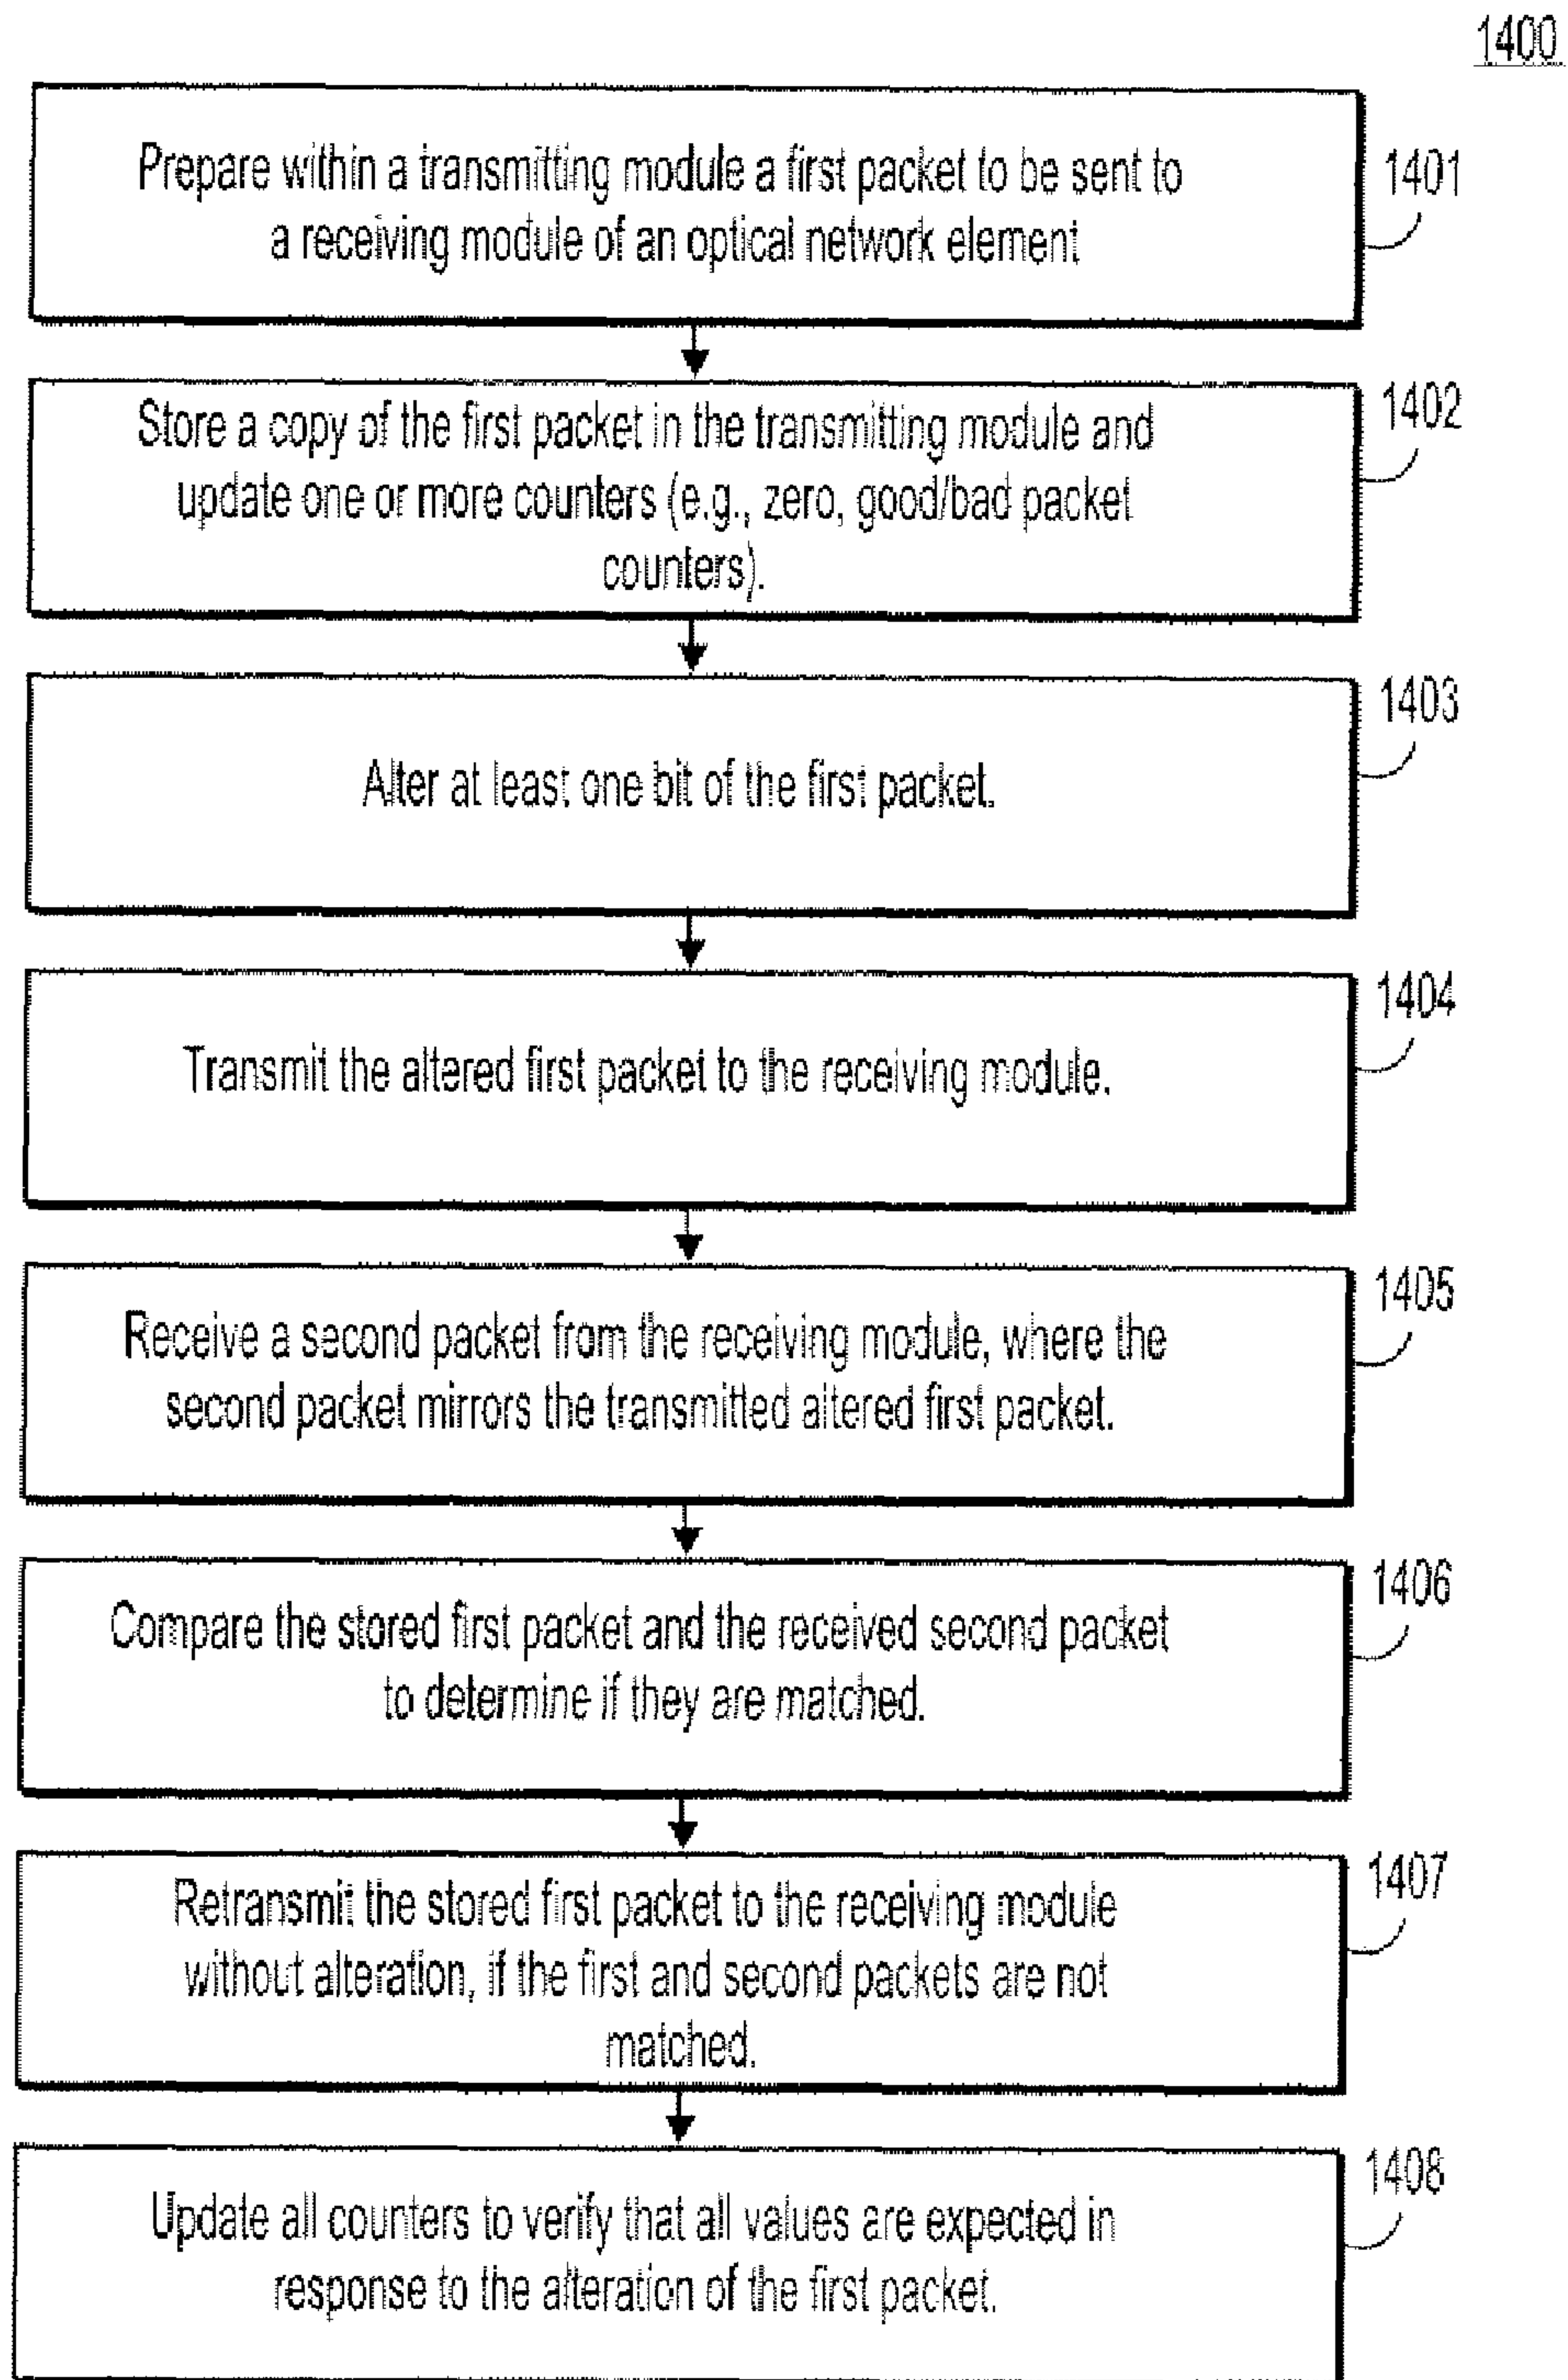 1400
Prepare within a transmitting module a first packet to be sent to
a receiving module of an optical network element
1401
Store a copy of the first packet in the transmitting module and
update one or more counters (e.g., zero, good/bad packet
counters).
1402
Alter at least one bit of the first packet.
1403
Transmit the altered first packet to the receiving module.
1404
Receive a second packet from the receiving module, where the
second packet mirrors the transmitted altered first packet.
1405
Compare the stored first packet and the received second packet
to determine if they are matched.
1406
Retransmit the stored first packet to the receiving module
without alteration, if the first and second packets are not
matched.
1407
Update all counters to verify that all values are expected in
response to the alteration of the first packet.
1408